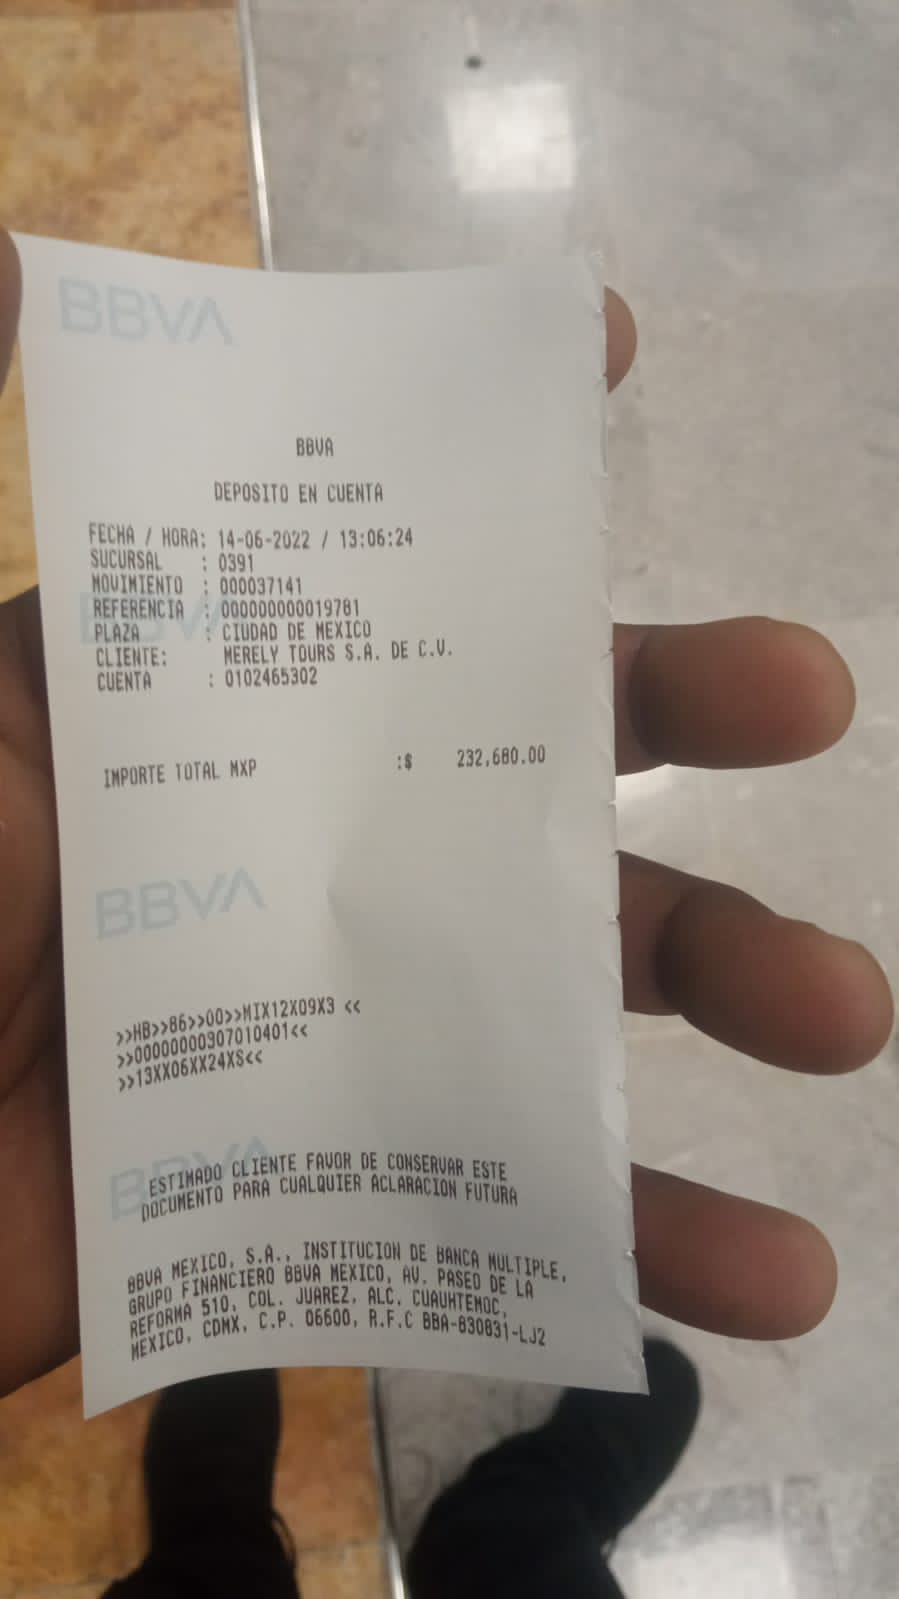 BBVA
BBVA
DEPOSITO EN CUENTA
FECHA / HORA: 14-06-2022 / 13:06:24
SUCURSAL : 0391
MOVIMIENTO : 000037141
REFERENCIA : 000000000019781
BBVA
PLAZA : CIUDAD DE MEXICO
CLIENTE: MERELY TOURS S.A. DE C.V.
CUENTA : 0102465302
IMPORTE TOTAL MXP :$ 232,680.00
BBVA
>>HB>>86>>00>>MIX12X09X3 <<
>>00000000307010401<<
>>13XX06XX24XS<<
BBVA
ESTIMADO CLIENTE FAVOR DE CONSERVAR ESTE
DOCUMENTO PARA CUALQUIER ACLARACION FUTURA
BBVA MEXICO, S.A., INSTITUCION DE BANCA MULTIPLE,
GRUPO FINANCIERO BBVA MEXICO, AV. PASEO DE LA
REFORMA 510, COL. JUAREZ, ALC. CUAUHTEMOC,
MEXICO, CDMX, C.P. 06600, R.F.C BBA-830831-LJ2